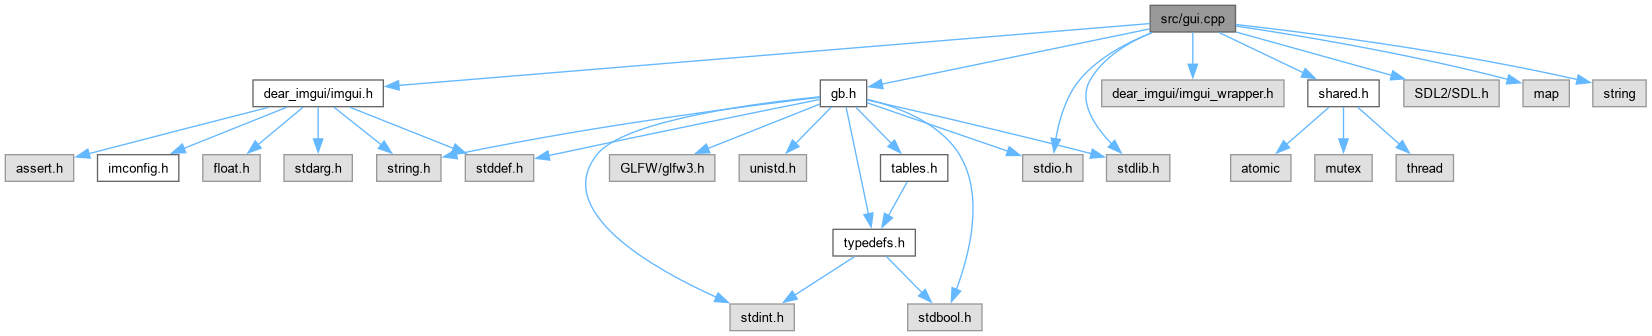 src/gui.cpp
dear_imgui/imgui.h
gb.h
dear_imgui/imgui_wrapper.h
shared.h
SDL2/SDL.h
map
string
assert.h
imconfig.h
float.h
stdarg.h
string.h
stddef.h
GLFW/glfw3.h
unistd.h
tables.h
stdio.h
stdlib.h
atomic
mutex
thread
typedefs.h
stdint.h
stdbool.h